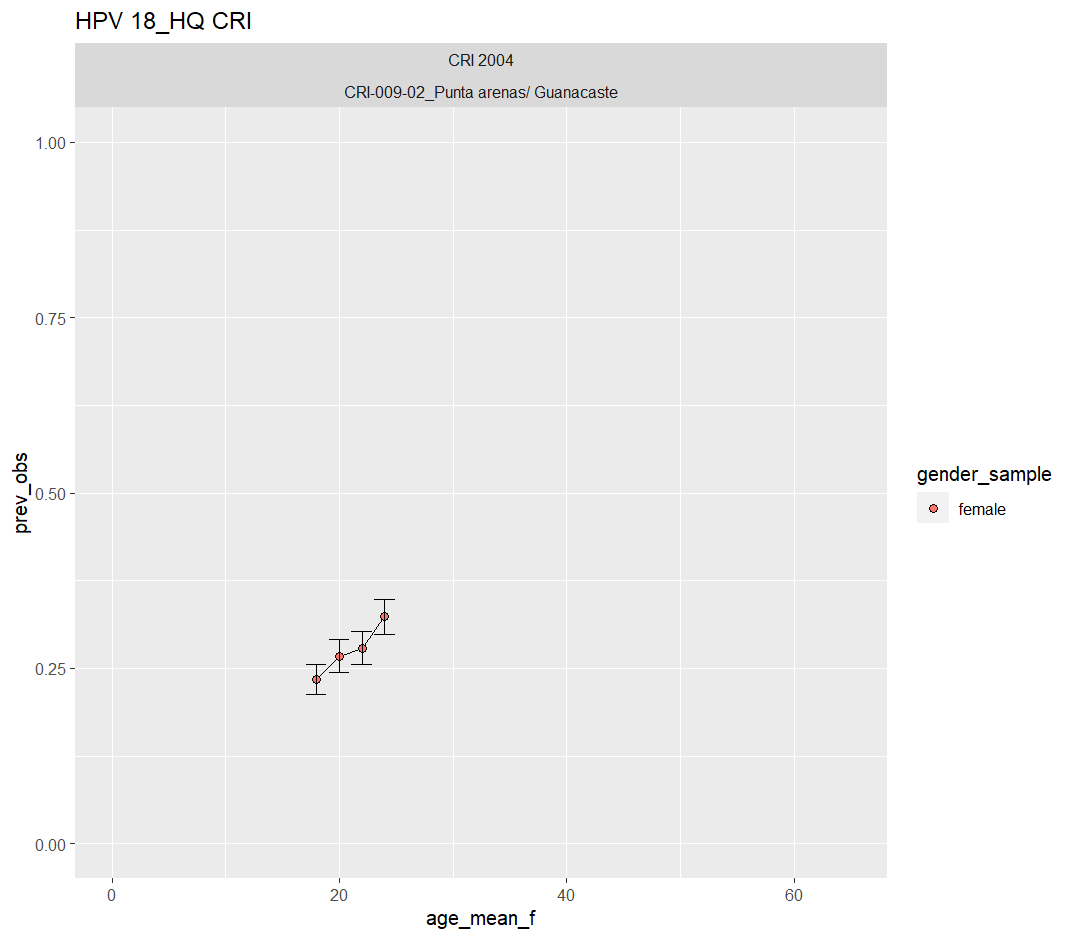 HPV 18_HQ CRI
CRI 2004
CRI-009-02_Punta arenas/ Guanacaste
1.00
0.75
0.50
0.25
0.00
prev_obs
0
20
40
60
age_mean_f
gender_sample
female